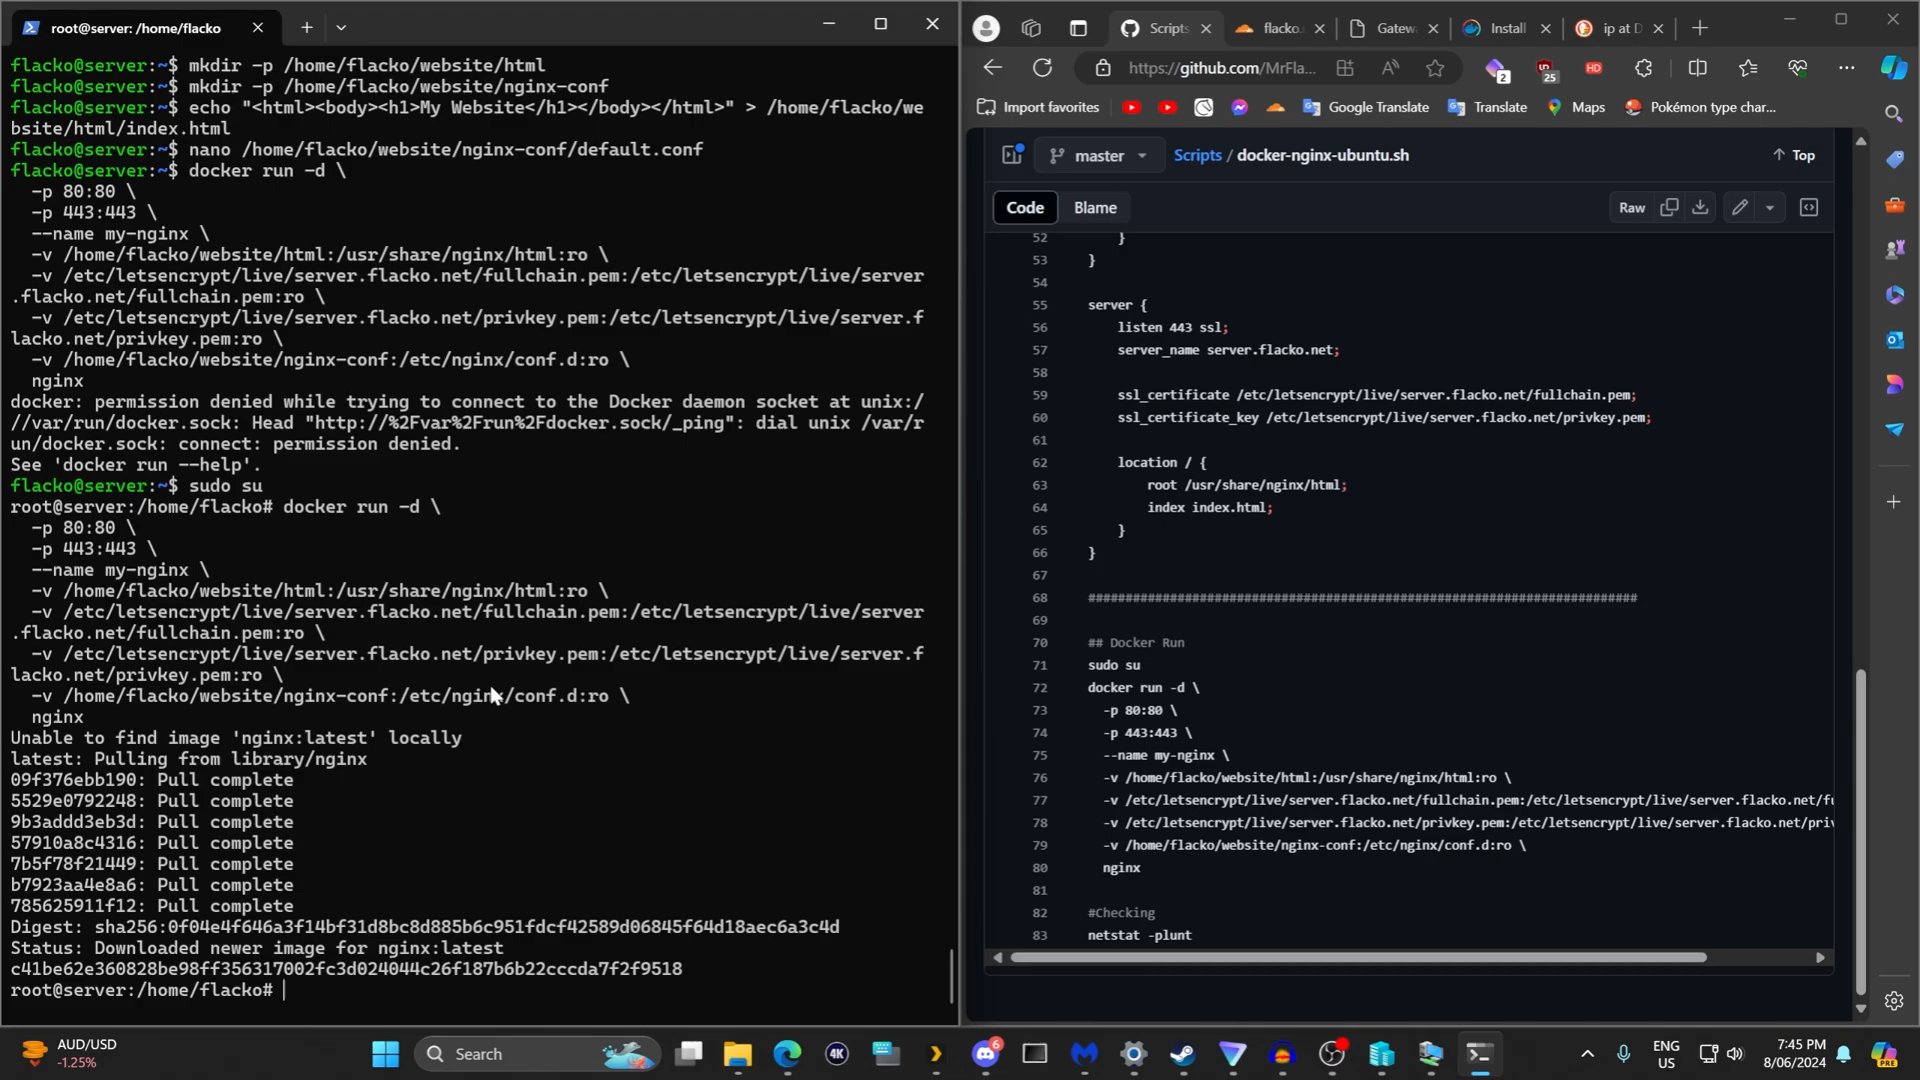 root@server: /home/flacko
flacko@server:~$ mkdir -p /home/flacko/website/html
flacko@server:~$ mkdir -p /home/flacko/website/nginx-conf
flacko@server:~$ echo "<html><body><h1>My Website</h1></body></html>" > /home/flacko/we
bsite/html/index.html
flacko@server:~$ nano /home/flacko/website/nginx-conf/default.conf
flacko@server:~$ docker run -d \
-p 80:80 \
-p 443:443 \
--name my-nginx \
-v /home/flacko/website/html:/usr/share/nginx/html:ro \
-v /etc/letsencrypt/live/server.flacko.net/fullchain.pem:/etc/letsencrypt/live/server
.flacko.net/fullchain.pem:ro \
-v /etc/letsencrypt/live/server.flacko.net/privkey.pem:/etc/letsencrypt/live/server.f
lacko.net/privkey.pem:ro \
-v /home/flacko/website/nginx-conf:/etc/nginx/conf.d:ro \
nginx
docker: permission denied while trying to connect to the Docker daemon socket at unix:/
//var/run/docker.sock: Head "http://%2Fvar%2Frun%2Fdocker.sock/_ping": dial unix /var/r
un/docker.sock: connect: permission denied.
See 'docker run --help'.
flacko@server:~$ sudo su
root@server:/home/flacko# docker run -d \
-p 80:80 \
-p 443:443 \
--name my-nginx \
-v /home/flacko/website/html:/usr/share/nginx/html:ro \
-v /etc/letsencrypt/live/server.flacko.net/fullchain.pem:/etc/letsencrypt/live/server
.flacko.net/fullchain.pem:ro \
-v /etc/letsencrypt/live/server.flacko.net/privkey.pem:/etc/letsencrypt/live/server.f
lacko.net/privkey.pem:ro \
-v /home/flacko/website/nginx-conf:/etc/nginx/conf.d:ro \
nginx
Unable to find image 'nginx:latest' locally
latest: Pulling from library/nginx
09f376ebb190: Pull complete
5529e0792248: Pull complete
9b3addd3eb3d: Pull complete
57910a8c4316: Pull complete
7b5f78f21449: Pull complete
b7923aa4e8a6: Pull complete
785625911f12: Pull complete
Digest: sha256:0f04e4f646a3f14bf31d8bc8d885b6c951fdcf42589d06845f64d18aec6a3c4d
Status: Downloaded newer image for nginx:latest
c41be62e360828be98ff356317002fc3d024044c26f187b6b22cccda7f2f9518
root@server:/home/flacko#
Scripts
flacko.
Gatew
Install
ip at D
https://github.com/MrFla...
2
25
HD
Import favorites
Google Translate
Translate
Maps
Pokémon type char...
master
Scripts / docker-nginx-ubuntu.sh
Top
Code
Blame
Raw
52 }
53 }
54
55 server {
56 listen 443 ssl;
57 server_name server.flacko.net;
58
59 ssl_certificate /etc/letsencrypt/live/server.flacko.net/fullchain.pem;
60 ssl_certificate_key /etc/letsencrypt/live/server.flacko.net/privkey.pem;
61
62 location / {
63 root /usr/share/nginx/html;
64 index index.html;
65 }
66 }
67
68 ##########################################################################
69
70 ## Docker Run
71 sudo su
72 docker run -d \
73 -p 80:80 \
74 -p 443:443 \
75 --name my-nginx \
76 -v /home/flacko/website/html:/usr/share/nginx/html:ro \
77 -v /etc/letsencrypt/live/server.flacko.net/fullchain.pem:/etc/letsencrypt/live/server.flacko.net/fu
78 -v /etc/letsencrypt/live/server.flacko.net/privkey.pem:/etc/letsencrypt/live/server.flacko.net/priv
79 -v /home/flacko/website/nginx-conf:/etc/nginx/conf.d:ro \
80 nginx
81
82 #Checking
83 netstat -plunt
AUD/USD
-1.25%
Search
4K
6
ENG
US
7:45 PM
8/06/2024
PRE